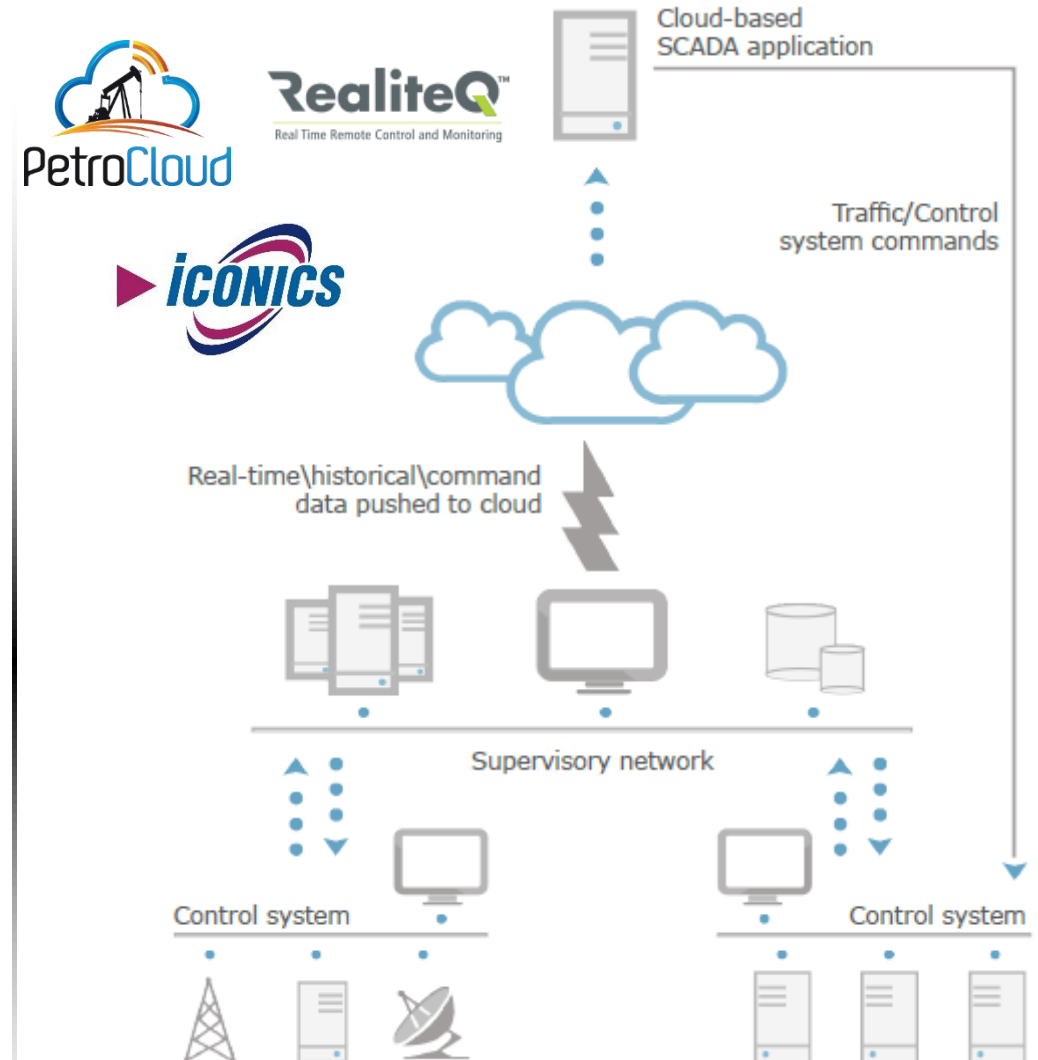 Cloud-based
SCADA application
PetroCloud
RealiteQ™
Real Time Remote Control and Monitoring
Traffic/Control
system commands
ICONICS
Real-time\historical\command
data pushed to cloud
Supervisory network
Control system
Control system